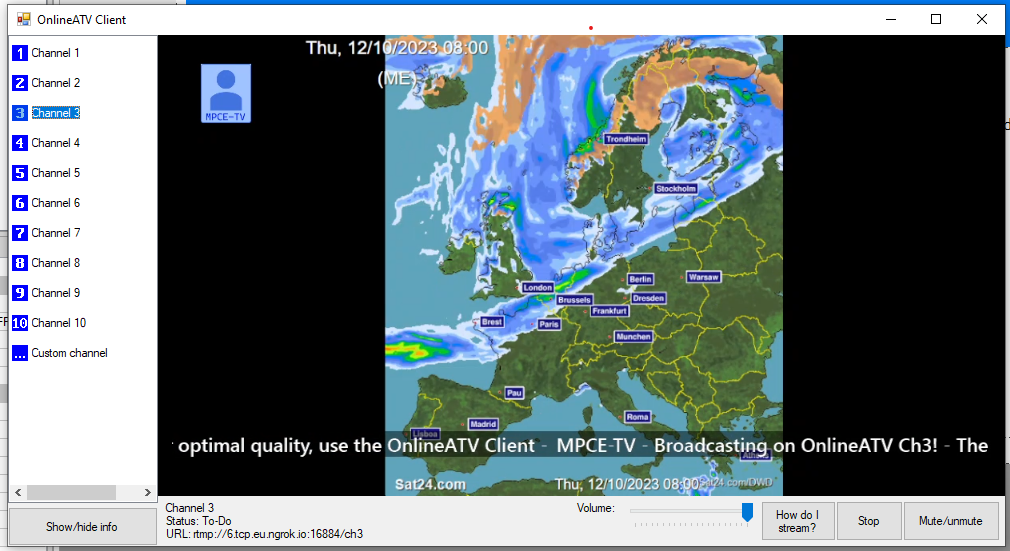 OnlineATV Client
1 Channel 1
2 Channel 2
3 Channel 3
4 Channel 4
5 Channel 5
6 Channel 6
7 Channel 7
8 Channel 8
9 Channel 9
10 Channel 10
... Custom channel
Show/hide info
Thu, 12/10/2023 08:00
(ME)
MPCE-TV
Trondheim
Stockholm
London
Berlin
Warsaw
Brussels
Dresden
Frankfurt
Brest
Paris
Munchen
Pau
Roma
Madrid
Lisboa
Athens
optimal quality, use the OnlineATV Client - MPCE-TV - Broadcasting on OnlineATV Ch3! - The
Sat24.com
Thu, 12/10/2023 08:00
Sat24.com/DWD
Channel 3
Status: To-Do
URL: rtmp://6.tcp.eu.ngrok.io:16884/ch3
Volume:
How do I
stream?
Stop
Mute/unmute